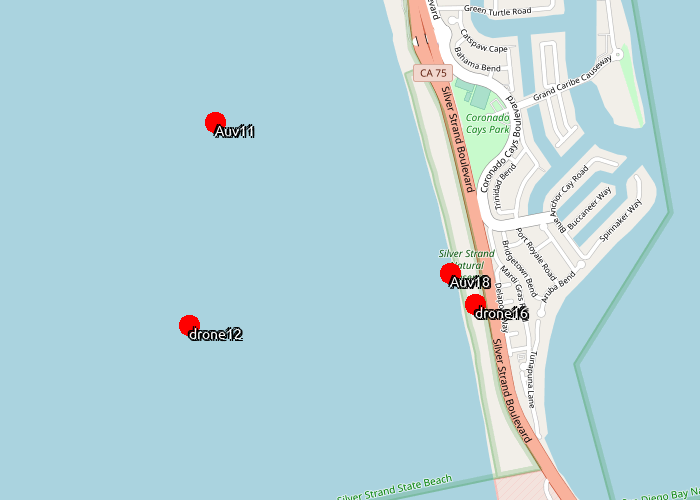 Green Turtle Road
Boulevard
Catspaw Cape
Bahama Bend
CA 75
Grand Caribe Causeway
Silver Strand Boulevard
Coronado
Cays Park
Coronado Cays Boulevard
Auv11
Trinidad Bend
Anchor Cay Road
Buccaneer Way
Spinnaker Way
Blue
Port Royale Road
Silver Strand
Natural
Bridgetown Bend
Mardi Gras
Aruba Bend
Auv18
Delaport Way
drone16
drone12
Silver Strand Boulevard
Tunapuna Lane
Silver Strand State Beach
Diego Bay